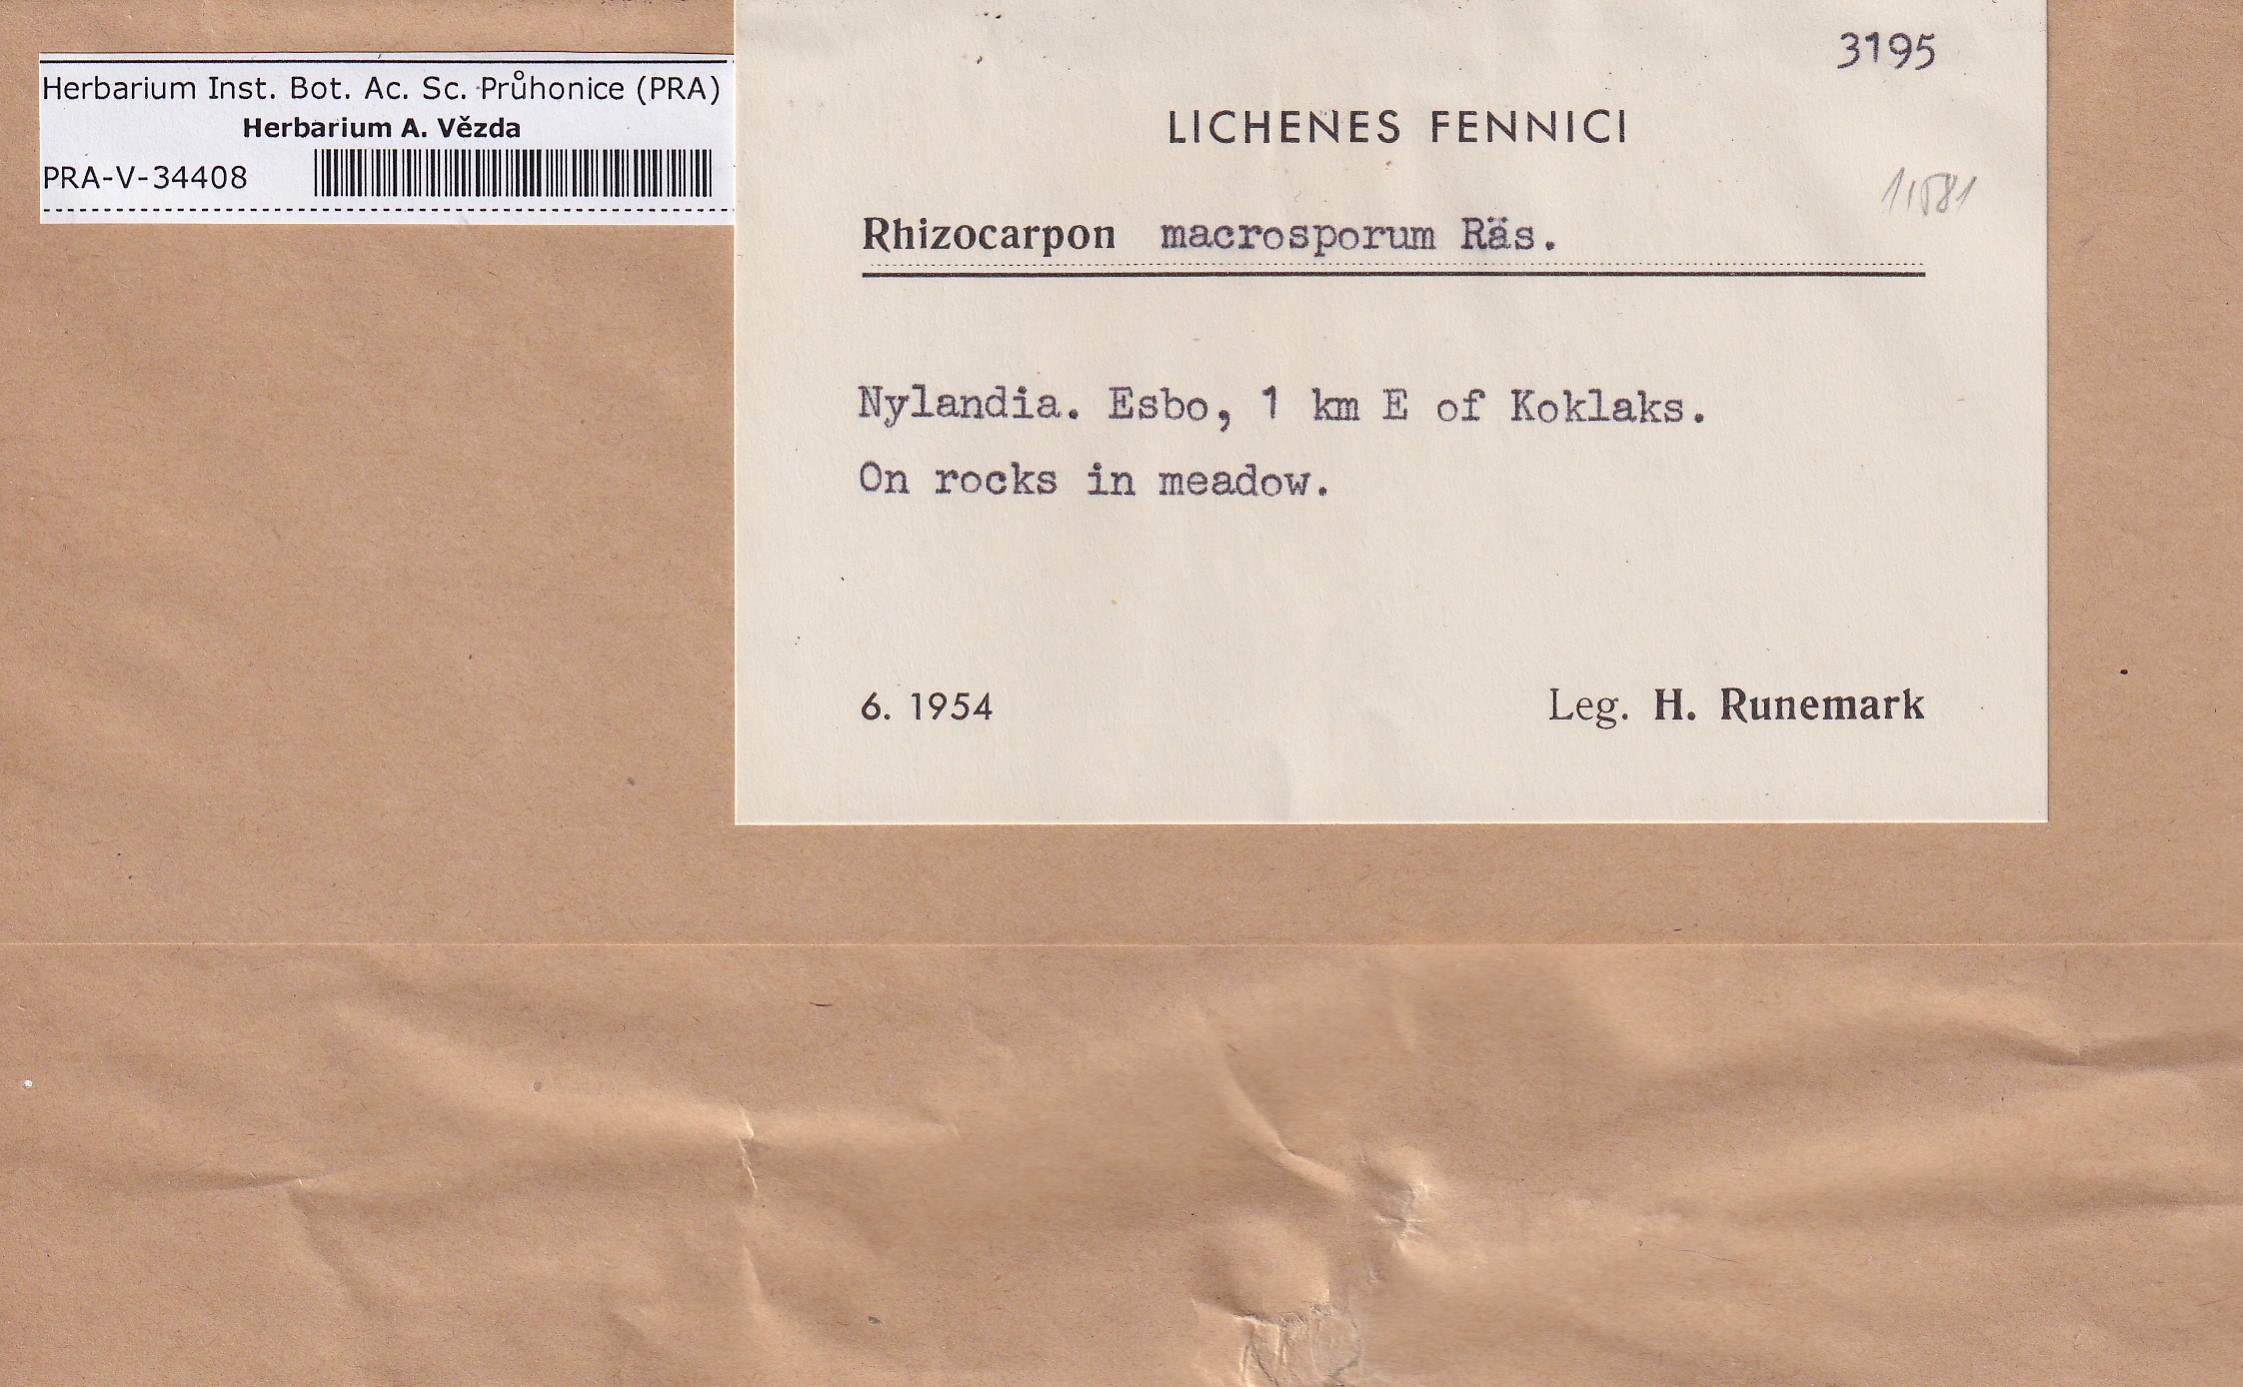 Herbarium Inst. Bot. Ac. Sc. Průhonice (PRA)
Herbarium A. Vězda
PRA-V-34408
3195
LICHENES FENNICI
11581
Rhizocarpon macrosporum Räs.
Nylandia. Esbo, 1 km E of Koklaks.
On rocks in meadow.
6. 1954
Leg. H. Runemark